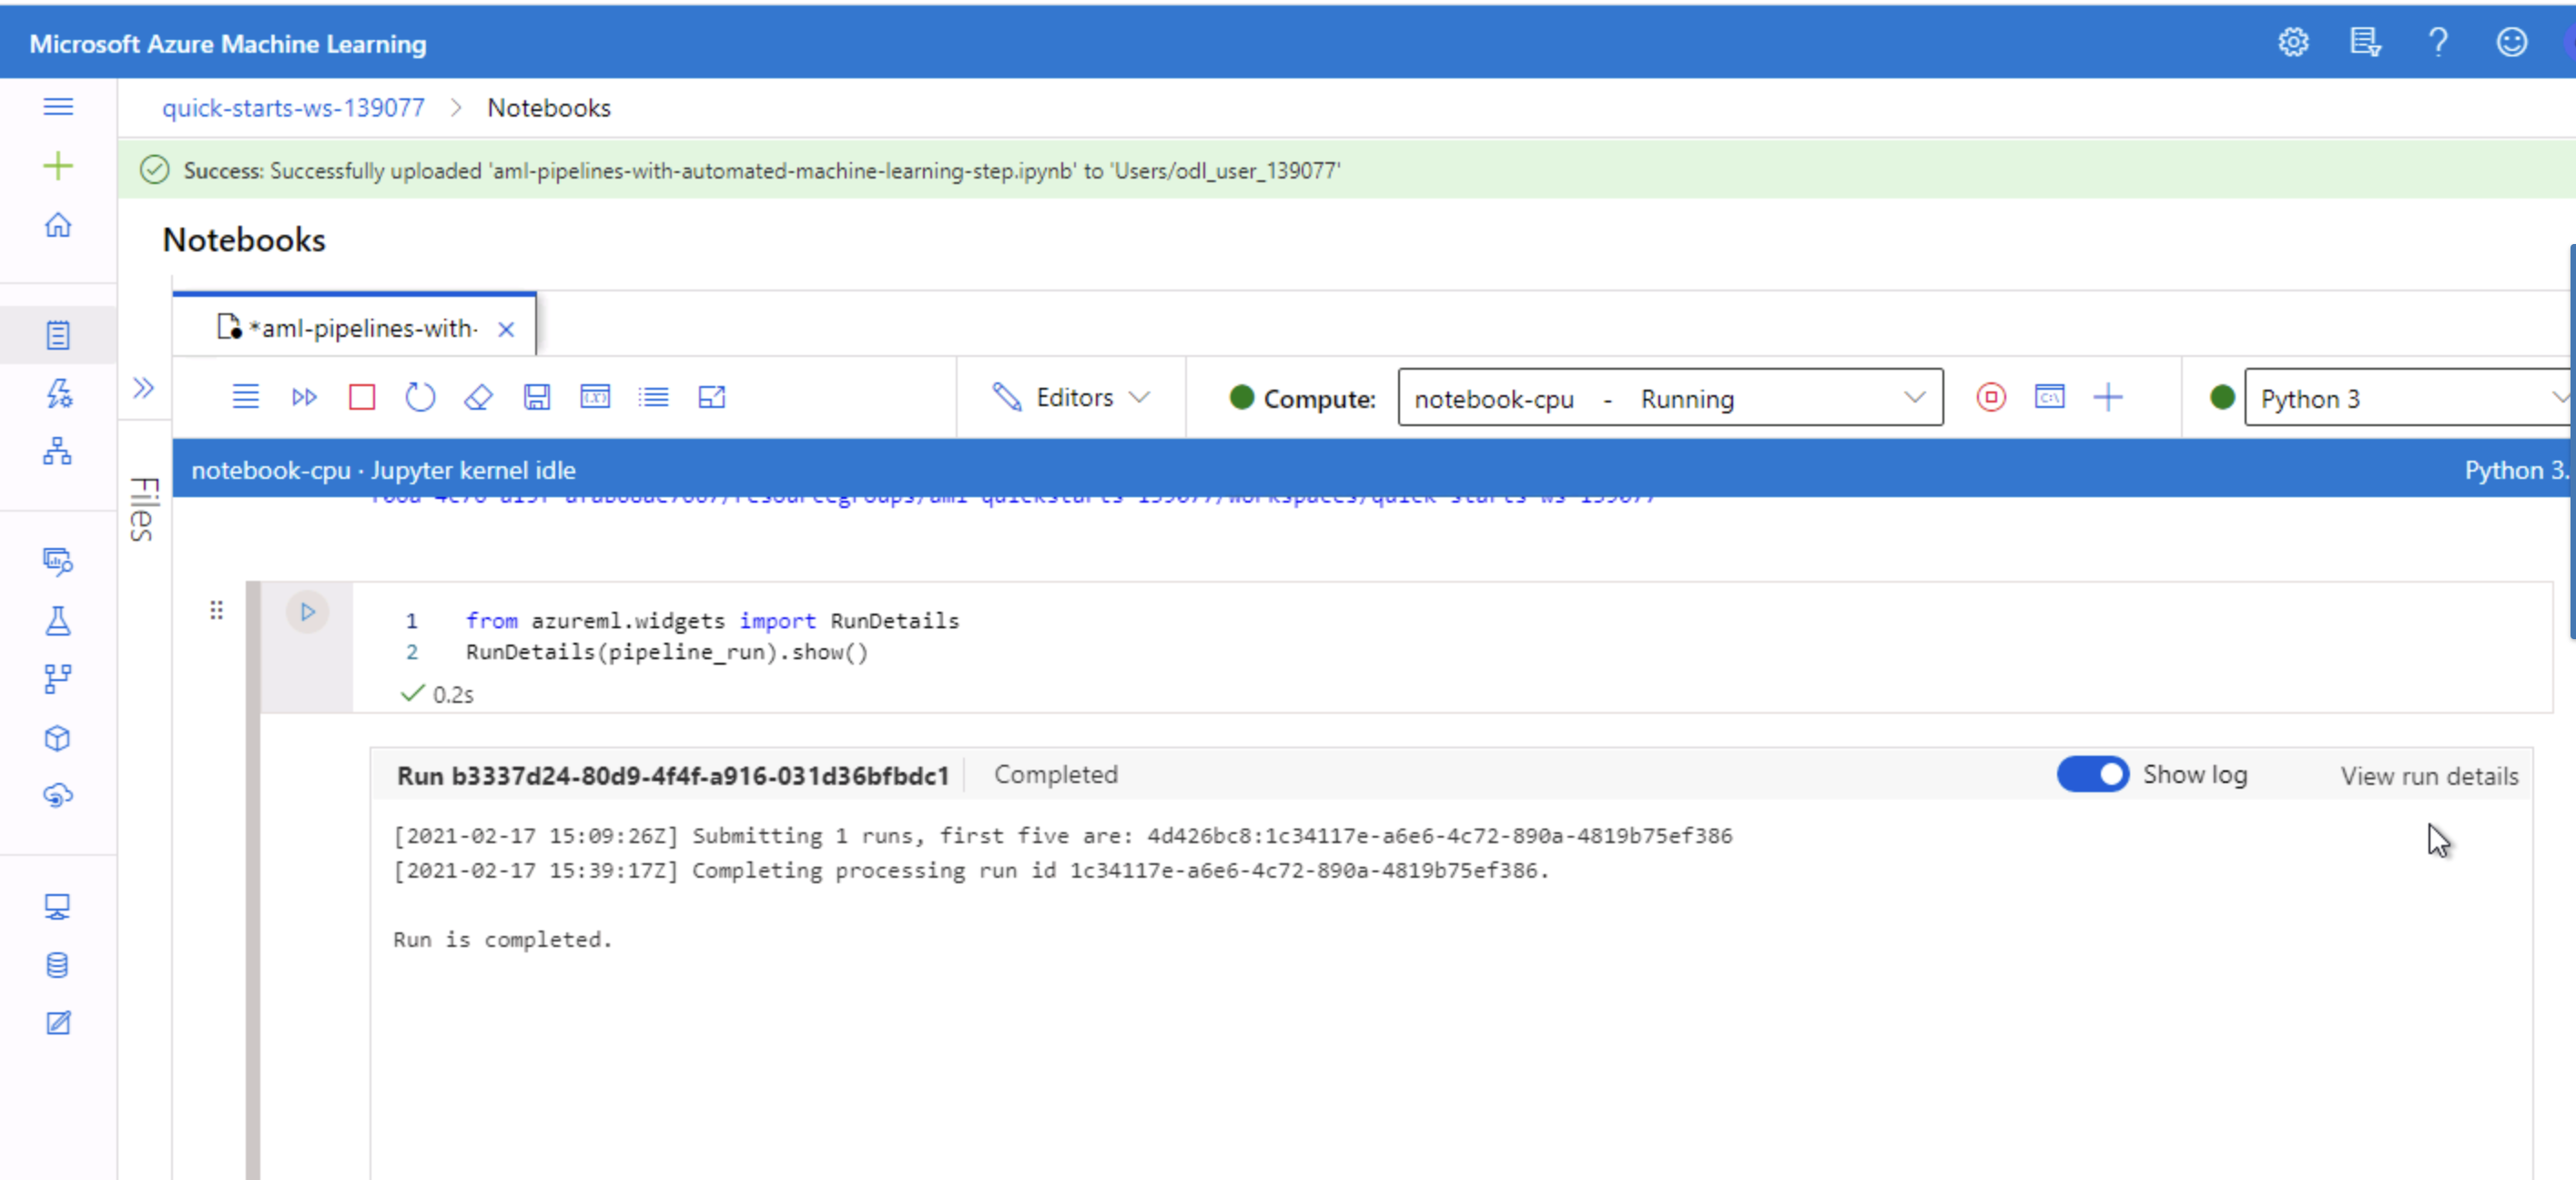 Microsoft Azure Machine Learning
quick-starts-ws-139077 > Notebooks
Success: Successfully uploaded 'aml-pipelines-with-automated-machine-learning-step.ipynb' to 'Users/odl_user_139077'
Notebooks
*aml-pipelines-with-
Editors
Compute:
notebook-cpu - Running
Python 3
Files
notebook-cpu · Jupyter kernel idle
Python 3.
1 from azureml.widgets import RunDetails
2 RunDetails(pipeline_run).show()
0.2s
Run b3337d24-80d9-4f4f-a916-031d36bfbdc1
Completed
Show log
View run details
[2021-02-17 15:09:26Z] Submitting 1 runs, first five are: 4d426bc8:1c34117e-a6e6-4c72-890a-4819b75ef386
[2021-02-17 15:39:17Z] Completing processing run id 1c34117e-a6e6-4c72-890a-4819b75ef386.
Run is completed.